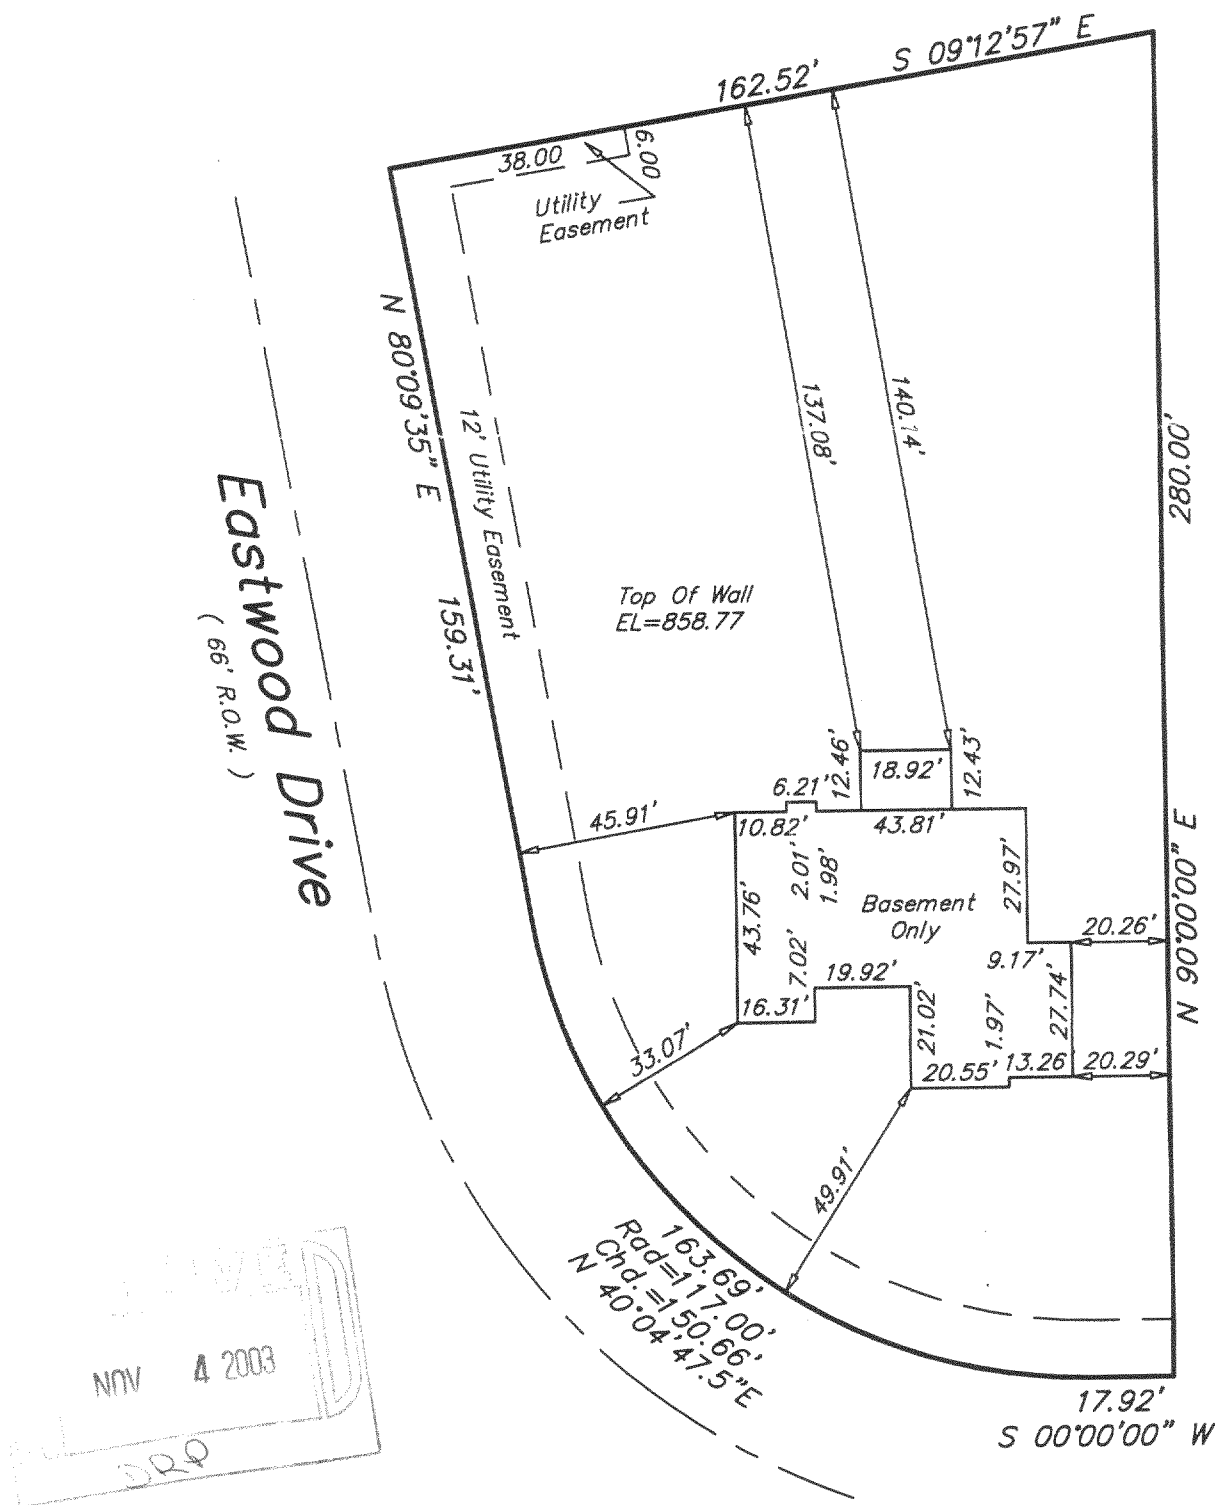 S 09°12'57" E
162.52'
38.00
6.00
Utility
Easement
N 80°09'35" E
159.31'
12' Utility Easement
Eastwood Drive
( 66' R.O.W. )
137.08'
140.14'
280.00'
N 90°00'00" E
Top Of Wall
EL=858.77
45.91'
6.21'
12.46'
18.92'
12.43'
10.82'
43.81'
2.01'
1.98'
27.97'
43.76'
Basement
Only
7.02'
19.92'
9.17'
20.26'
16.31'
21.02'
1.97'
27.74'
33.07'
20.55'
13.26
20.29'
49.91'
163.69'
Rad=117.00'
Chd.=150.66'
N 40°04'47.5"E
17.92'
S 00°00'00" W
NOV 4 2003
DRP